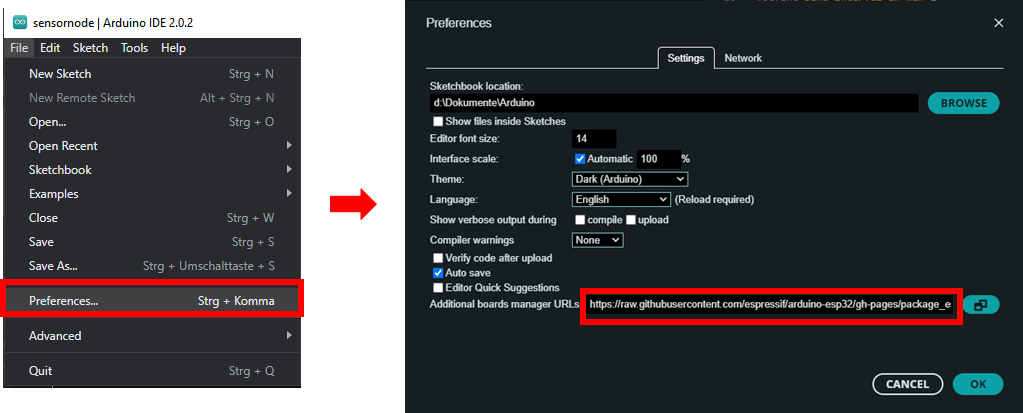 sensornode | Arduino IDE 2.0.2
File Edit Sketch Tools Help
New Sketch Strg + N
New Remote Sketch Alt + Strg + N
Open... Strg + O
Open Recent
Sketchbook
Examples
Close Strg + W
Save Strg + S
Save As... Strg + Umschalttaste + S
Preferences... Strg + Komma
Advanced
Quit Strg + Q
Preferences
Settings Network
Sketchbook location:
d:\Dokumente\Arduino BROWSE
Show files inside Sketches
Editor font size: 14
Interface scale: Automatic 100 %
Theme: Dark (Arduino)
Language: English (Reload required)
Show verbose output during compile upload
Compiler warnings None
Verify code after upload
Auto save
Editor Quick Suggestions
Additional boards manager URLs: https://raw.githubusercontent.com/espressif/arduino-esp32/gh-pages/package_e
CANCEL OK